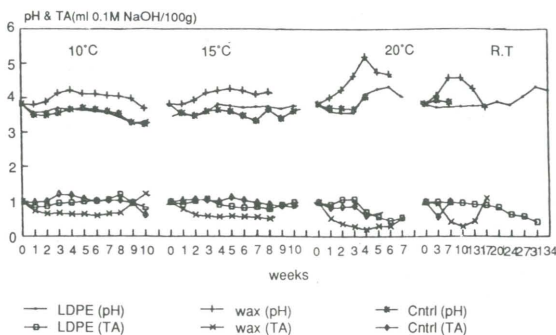 pH & TA(ml 0.1M NaOH/100g)
6
5
4
3
2
1
0
10°C
15°C
20°C
R.T
0 1 2 3 4 5 6 7 8 9 10
0 1 2 3 4 5 6 7 8 9 10
0 1 2 3 4 5 6 7
0 3 7 10 13 17 20 24 27 31 34
weeks
LDPE (pH)
wax (pH)
Cntrl (pH)
LDPE (TA)
wax (TA)
Cntrl (TA)